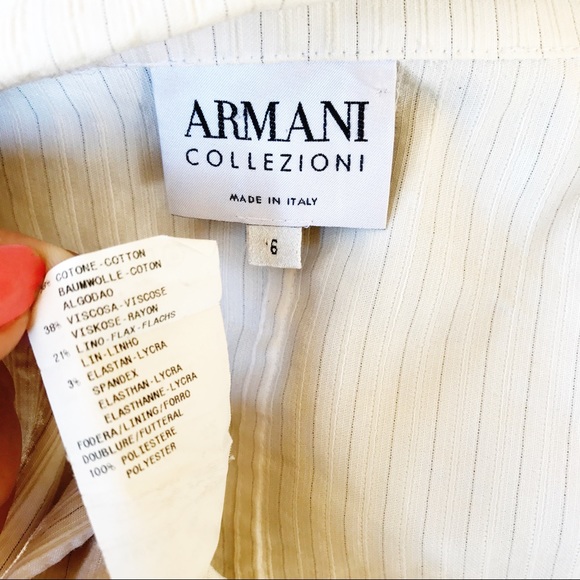 ARMANI
COLLEZIONI
MADE IN ITALY
6
COTONE-COTTON
BAUMWOLLE-COTON
ALGODAO
38% VISCOSA-VISCOSE
VISKOSE-RAYON
21% LINO-FLAX-FLACHS
LIN-LINHO
3% ELASTAN-LYCRA
SPANDEX
ELASTHAN-LYCRA
ELASTHANNE-LYCRA
FODERA/LINING/FORRO
DOUBLURE/FUTTERAL
100% POLIESTERE
POLYESTER